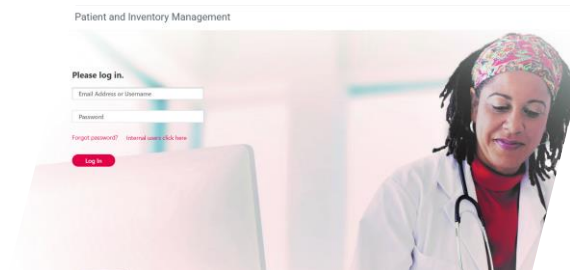 Patient and Inventory Management
Please log in.
Email Address or Username
Password
Forgot password? Internal users click here
Log In